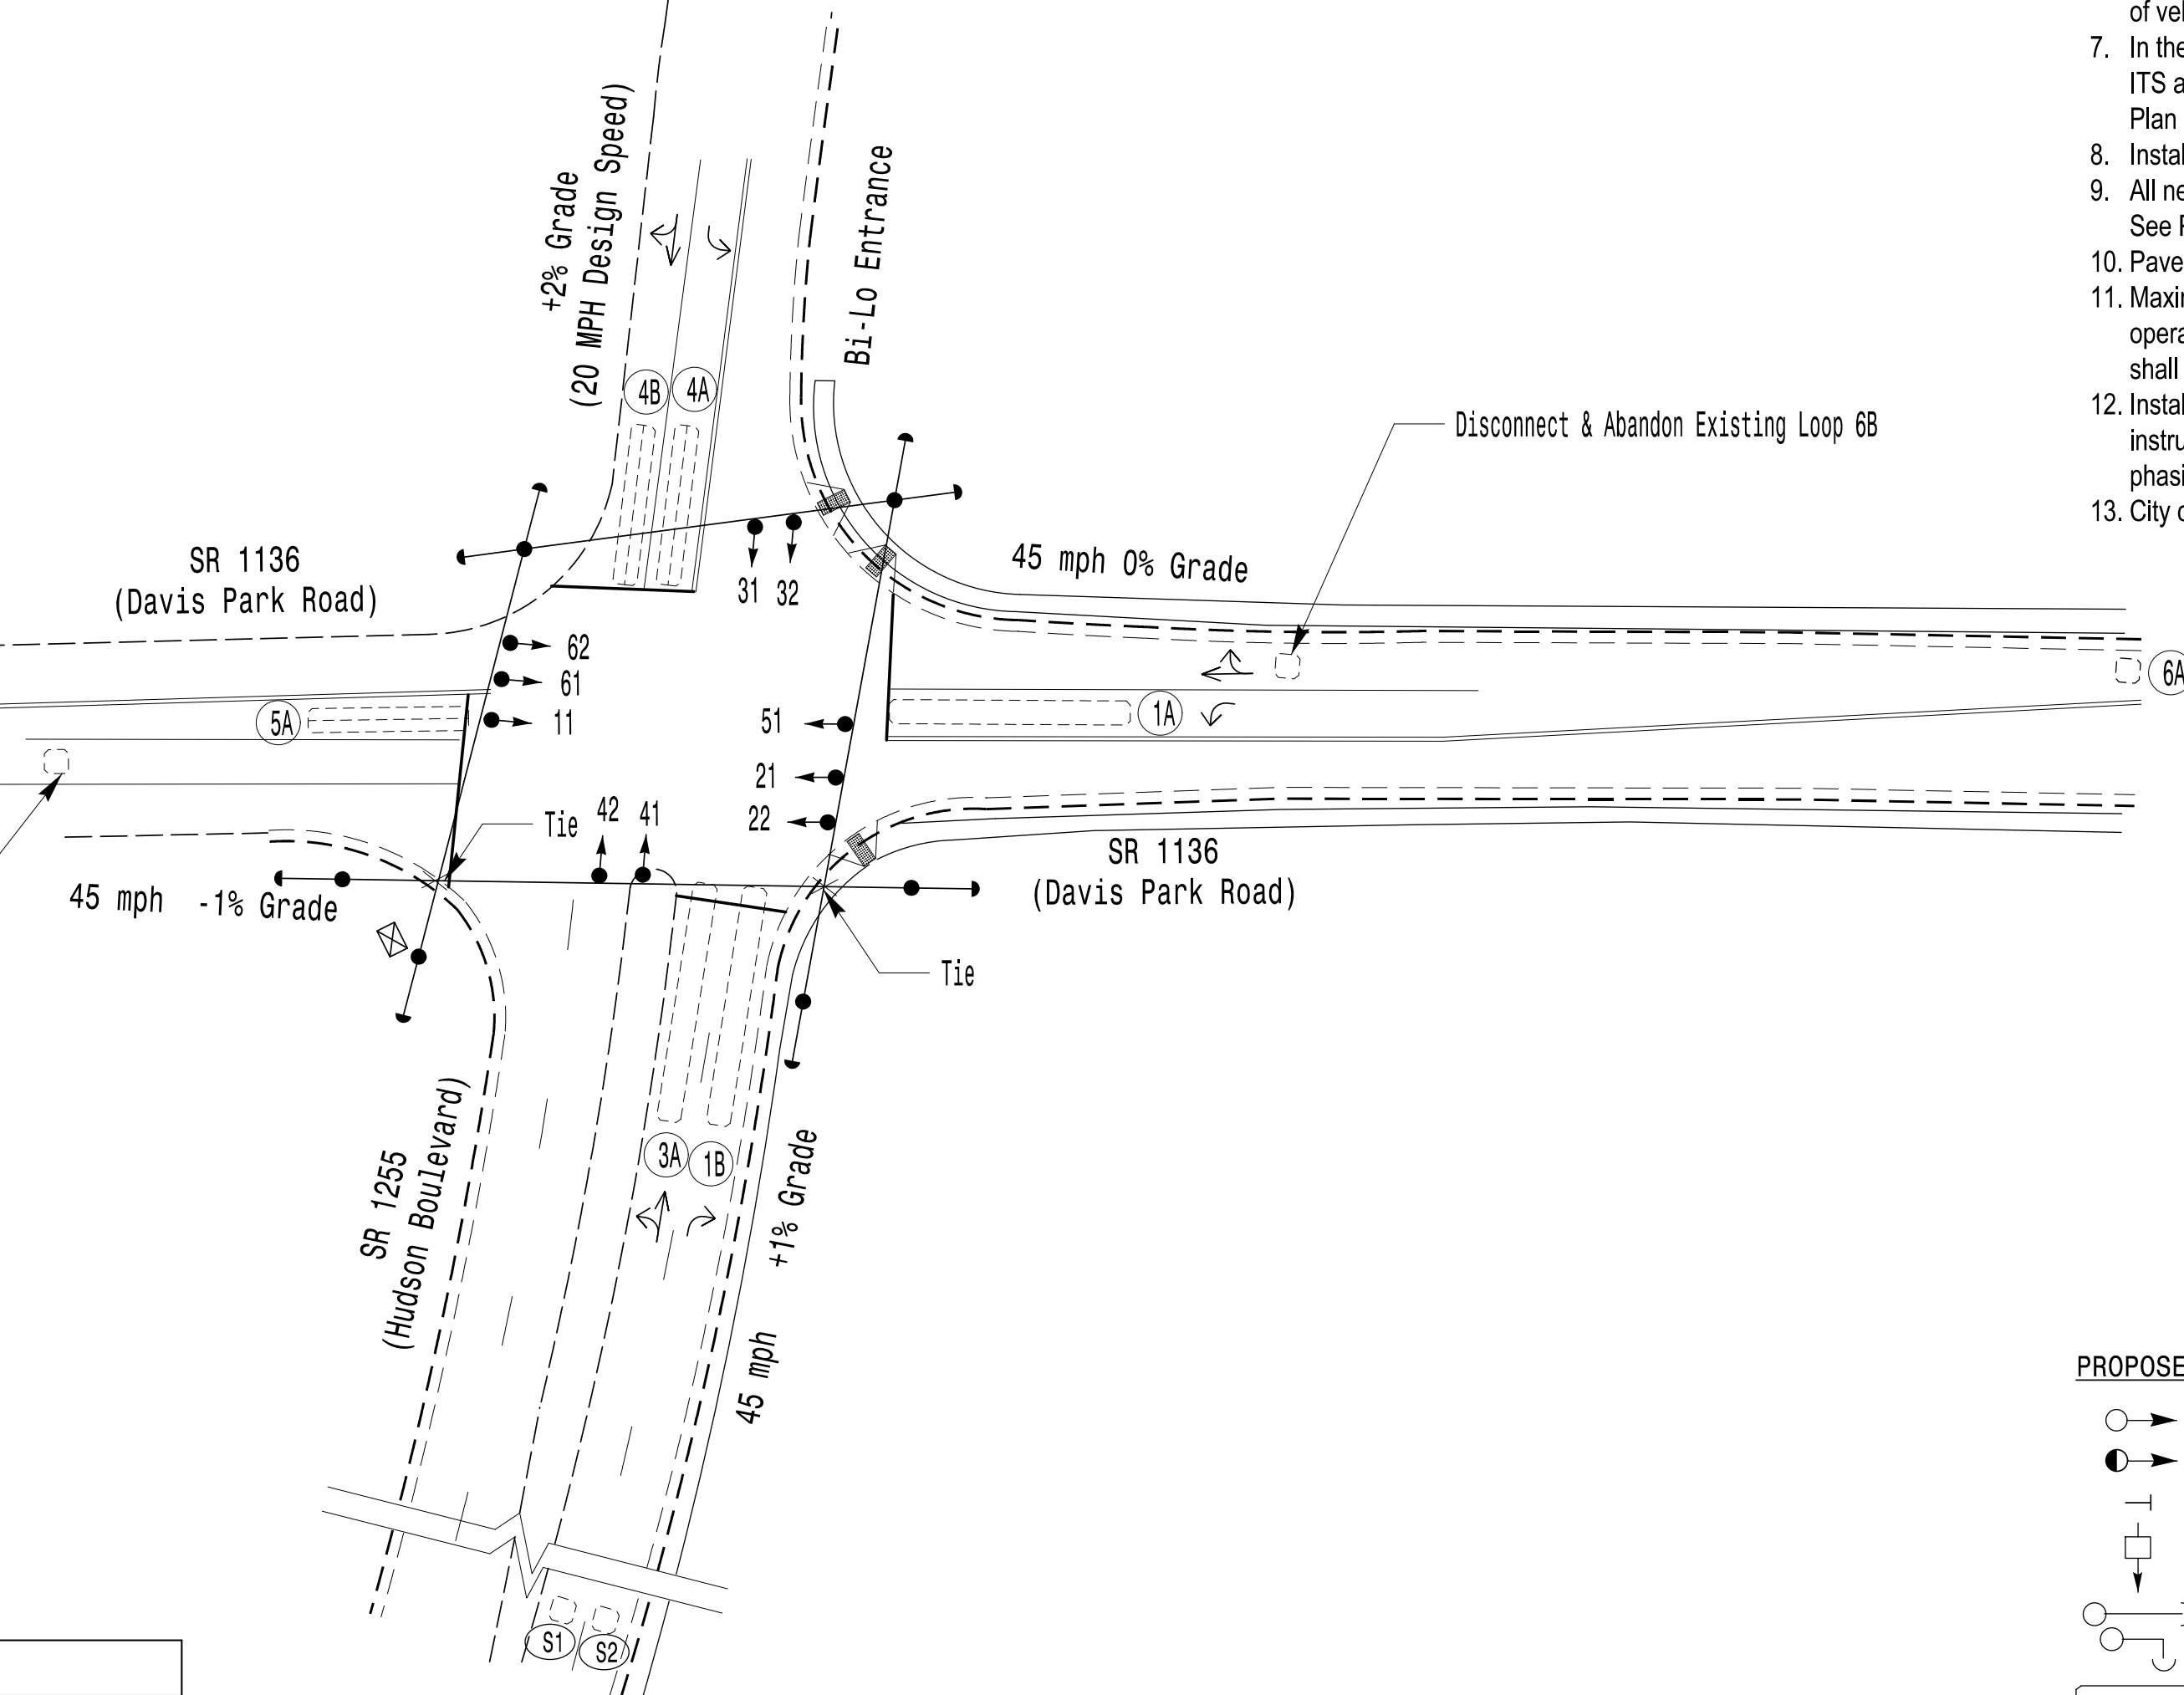 of vel
7. In the
ITS a
Plan
8. Instal
9. All ne
See
10. Pave
11. Maxi
opera
shall
12. Instal
instru
phasi
13. City
+2% Grade
(20 MPH Design Speed)
Bi-Lo Entrance
4B
4A
Disconnect & Abandon Existing Loop 6B
SR 1136
(Davis Park Road)
45 mph 0% Grade
31
32
62
61
11
6A
5A
1A
51
21
22
42
41
Tie
45 mph -1% Grade
SR 1136
(Davis Park Road)
Tie
SR 1255
(Hudson Boulevard)
3A
1B
45 mph +1% Grade
S1
S2
PROPOSE